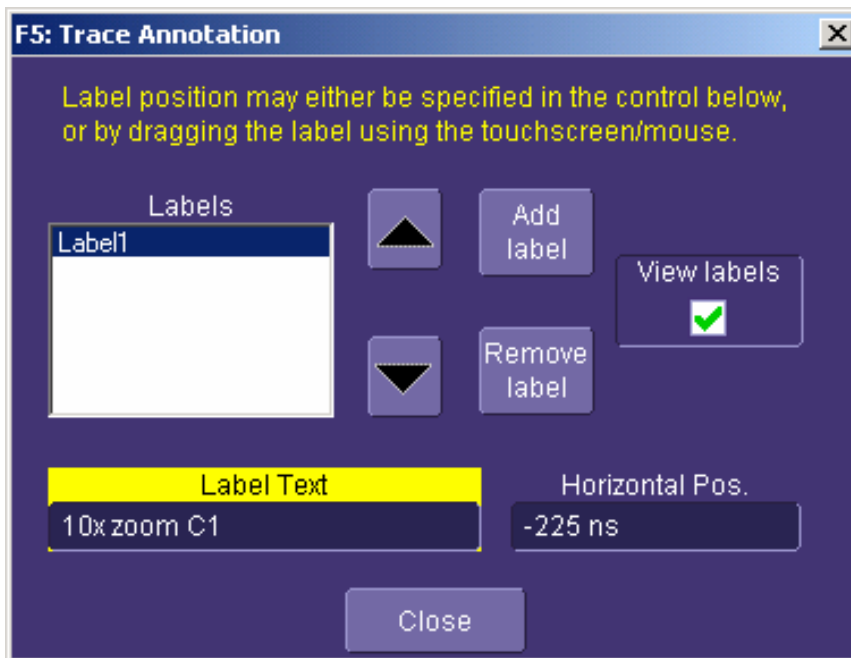 F5: Trace Annotation
Label position may either be specified in the control below,
or by dragging the label using the touchscreen/mouse.
Labels
Label1
Add
label
View labels
Remove
label
Label Text
10x zoom C1
Horizontal Pos.
-225 ns
Close